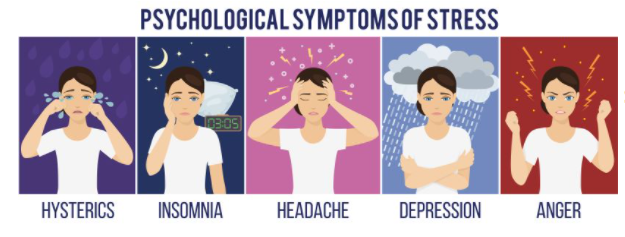 PSYCHOLOGICAL SYMPTOMS OF STRESS
03:05
HYSTERICS
INSOMNIA
HEADACHE
DEPRESSION
ANGER